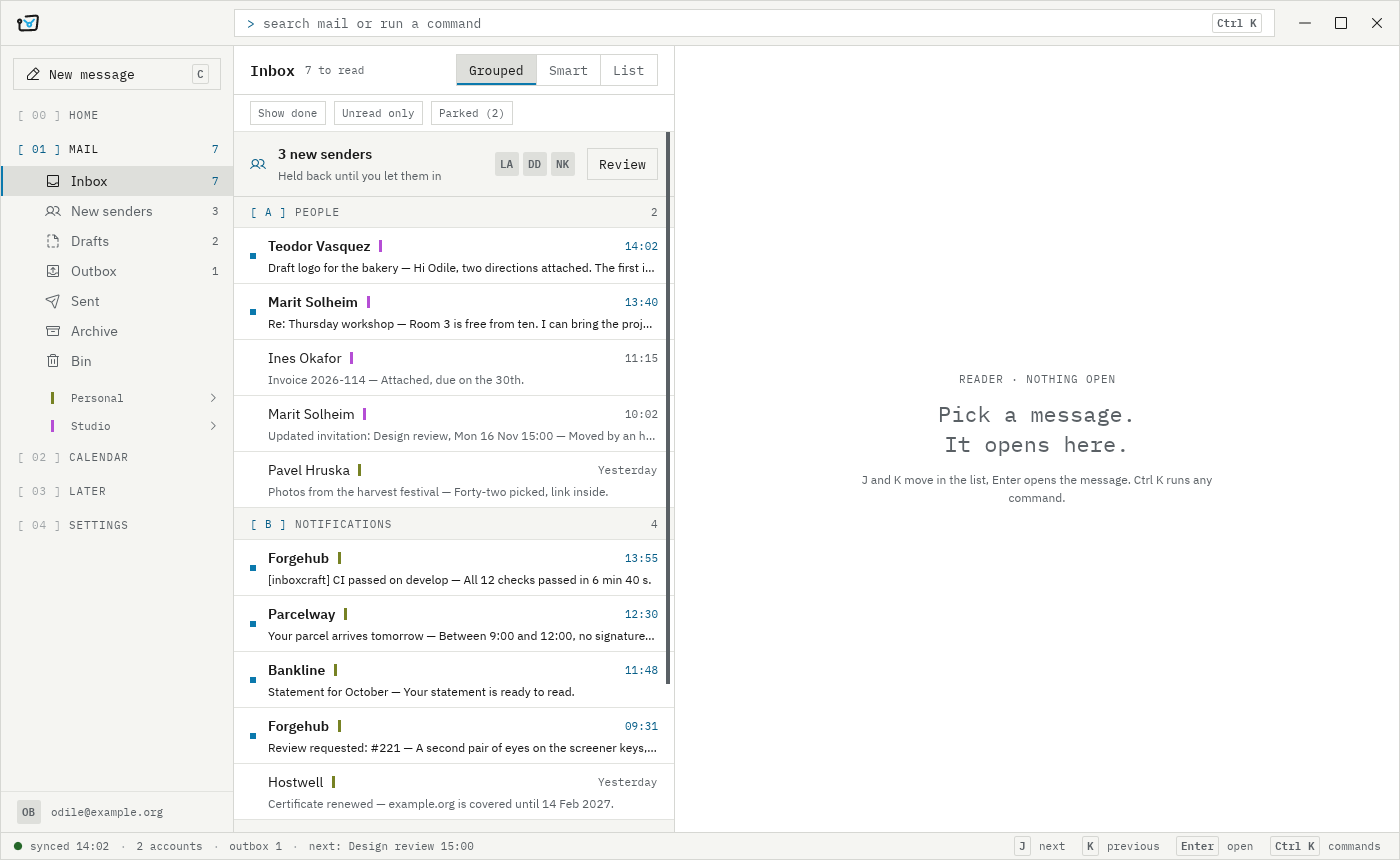 > search mail or run a command Ctrl K
New message C
[ 00 ] HOME
[ 01 ] MAIL 7
Inbox 7
New senders 3
Drafts 2
Outbox 1
Sent
Archive
Bin
Personal
Studio
[ 02 ] CALENDAR
[ 03 ] LATER
[ 04 ] SETTINGS
OB odile@example.org
Inbox 7 to read Grouped Smart List
Show done Unread only Parked (2)
3 new senders
Held back until you let them in
LA DD NK Review
[ A ] PEOPLE 2
Teodor Vasquez 14:02
Draft logo for the bakery — Hi Odile, two directions attached. The first i…
Marit Solheim 13:40
Re: Thursday workshop — Room 3 is free from ten. I can bring the proj…
Ines Okafor 11:15
Invoice 2026-114 — Attached, due on the 30th.
Marit Solheim 10:02
Updated invitation: Design review, Mon 16 Nov 15:00 — Moved by an h…
Pavel Hruska Yesterday
Photos from the harvest festival — Forty-two picked, link inside.
[ B ] NOTIFICATIONS 4
Forgehub 13:55
[inboxcraft] CI passed on develop — All 12 checks passed in 6 min 40 s.
Parcelway 12:30
Your parcel arrives tomorrow — Between 9:00 and 12:00, no signature…
Bankline 11:48
Statement for October — Your statement is ready to read.
Forgehub 09:31
Review requested: #221 — A second pair of eyes on the screener keys,…
Hostwell Yesterday
Certificate renewed — example.org is covered until 14 Feb 2027.
READER · NOTHING OPEN
Pick a message.
It opens here.
J and K move in the list, Enter opens the message. Ctrl K runs any
command.
synced 14:02 · 2 accounts · outbox 1 · next: Design review 15:00
J next K previous Enter open Ctrl K commands